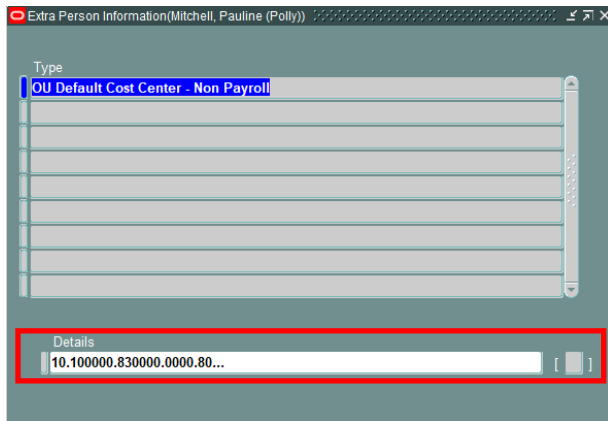 Extra Person Information(Mitchell, Pauline (Polly))
Type
OU Default Cost Center - Non Payroll
Details
10.100000.830000.0000.80...
[ ]